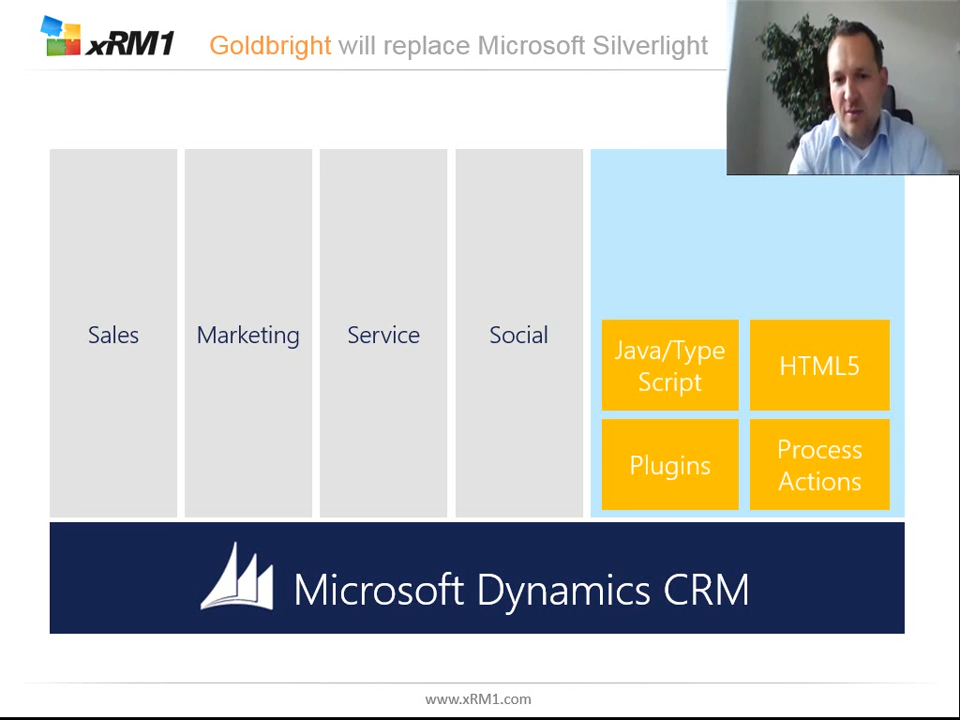 xRM1
Goldbright will replace Microsoft Silverlight
Sales
Marketing
Service
Social
Java/Type
Script
HTML5
Plugins
Process
Actions
Microsoft Dynamics CRM
www.xRM1.com